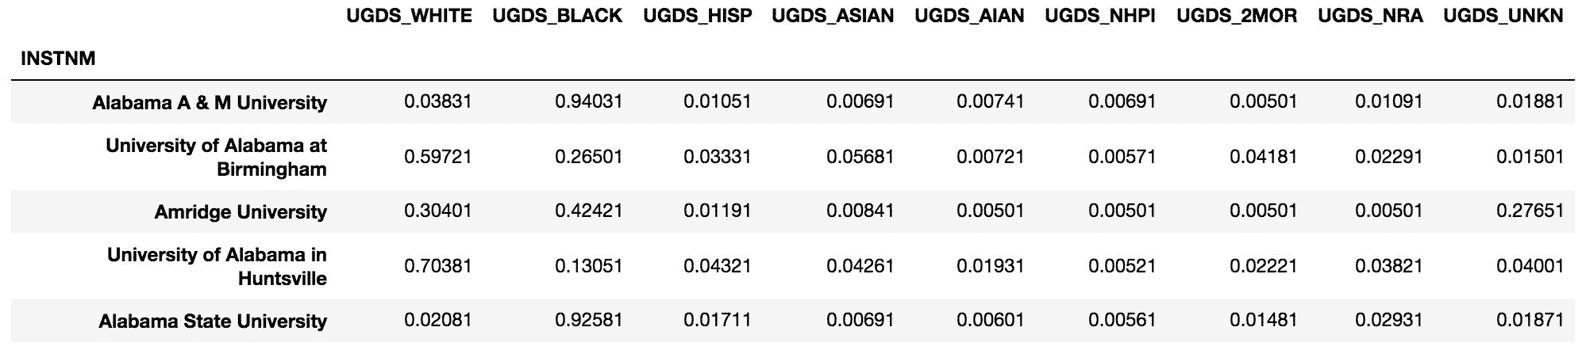 UGDS_WHITE UGDS_BLACK UGDS_HISP UGDS_ASIAN UGDS_AIAN UGDS_NHPI UGDS_2MOR UGDS_NRA UGDS_UNKN
INSTNM
Alabama A & M University 0.03831 0.94031 0.01051 0.00691 0.00741 0.00691 0.00501 0.01091 0.01881
University of Alabama at
Birmingham 0.59721 0.26501 0.03331 0.05681 0.00721 0.00571 0.04181 0.02291 0.01501
Amridge University 0.30401 0.42421 0.01191 0.00841 0.00501 0.00501 0.00501 0.00501 0.27651
University of Alabama in
Huntsville 0.70381 0.13051 0.04321 0.04261 0.01931 0.00521 0.02221 0.03821 0.04001
Alabama State University 0.02081 0.92581 0.01711 0.00691 0.00601 0.00561 0.01481 0.02931 0.01871